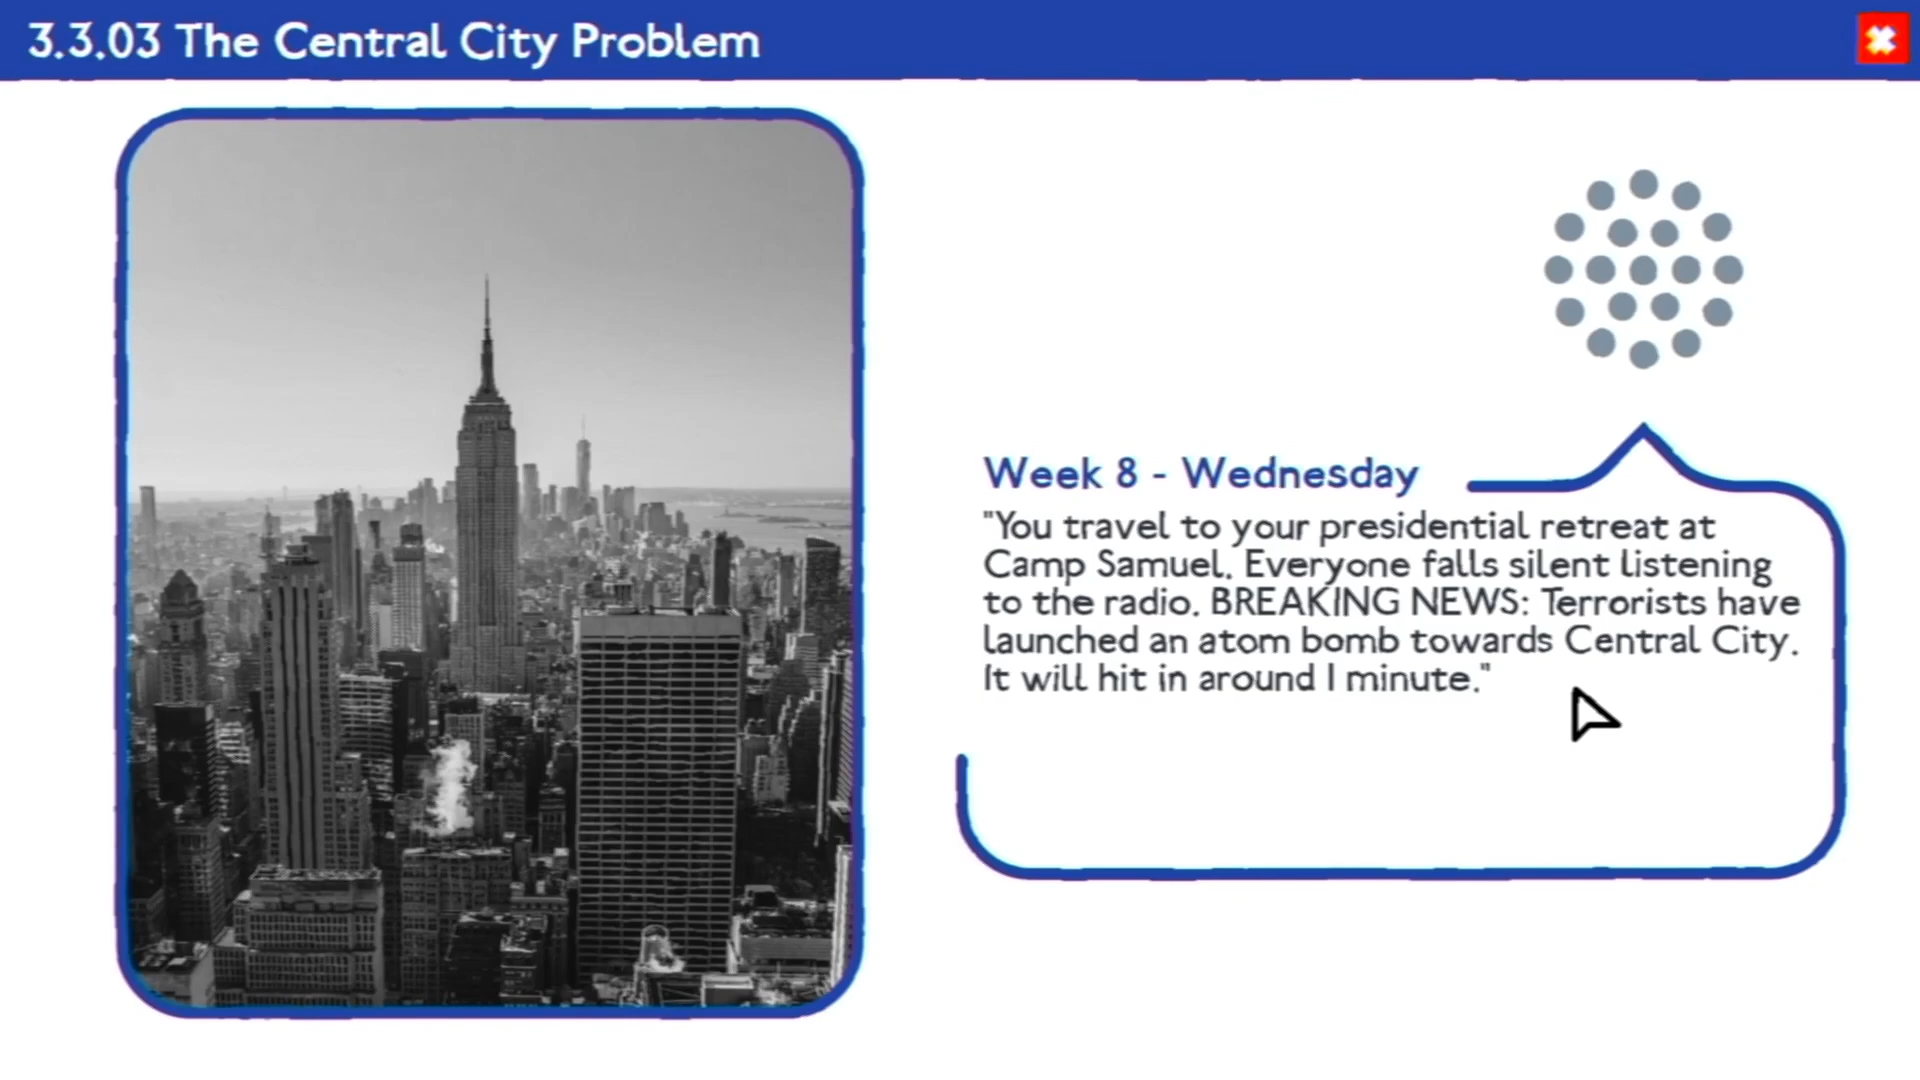 3.3.03 The Central City Problem
Week 8 - Wednesday
"You travel to your presidential retreat at
Camp Samuel. Everyone falls silent listening
to the radio. BREAKING NEWS: Terrorists have
launched an atom bomb towards Central City.
It will hit in around 1 minute."